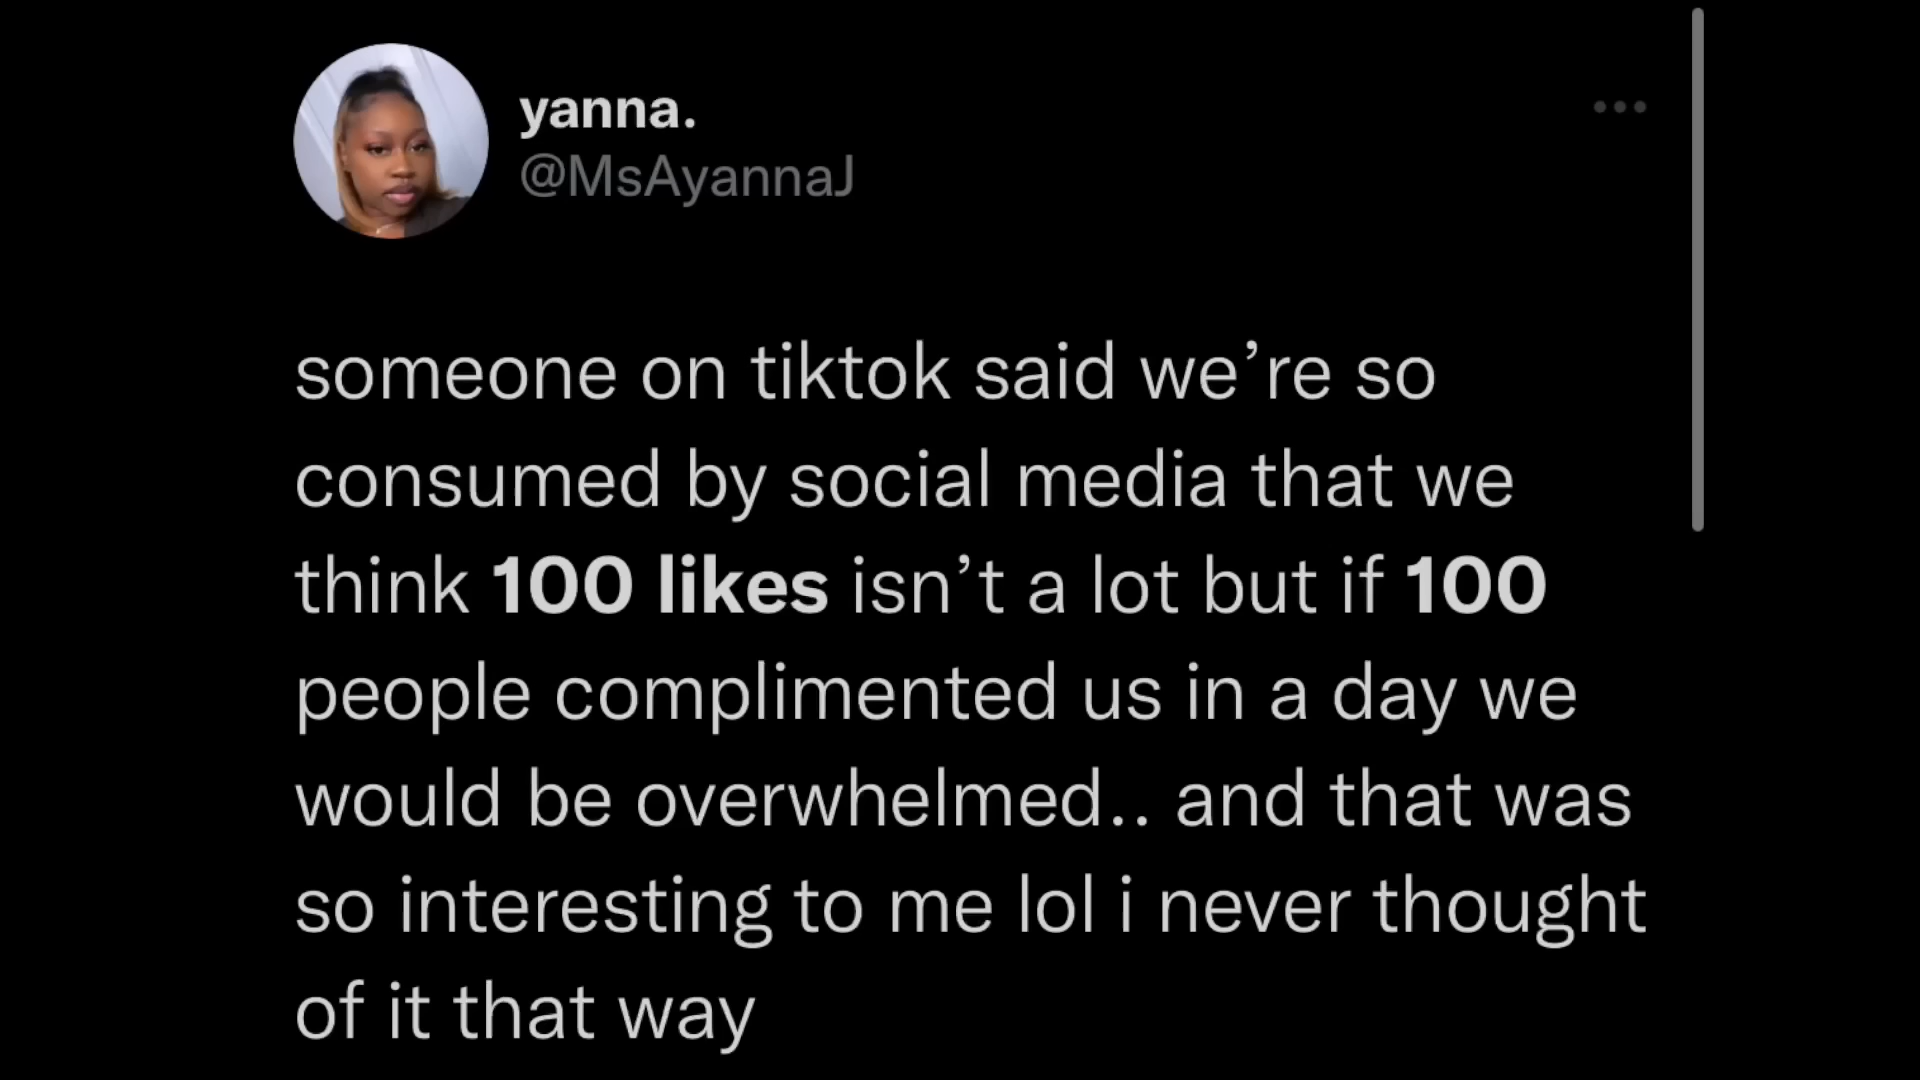 yanna.
@MsAyannaJ
someone on tiktok said we’re so
consumed by social media that we
think 100 likes isn’t a lot but if 100
people complimented us in a day we
would be overwhelmed.. and that was
so interesting to me lol i never thought
of it that way